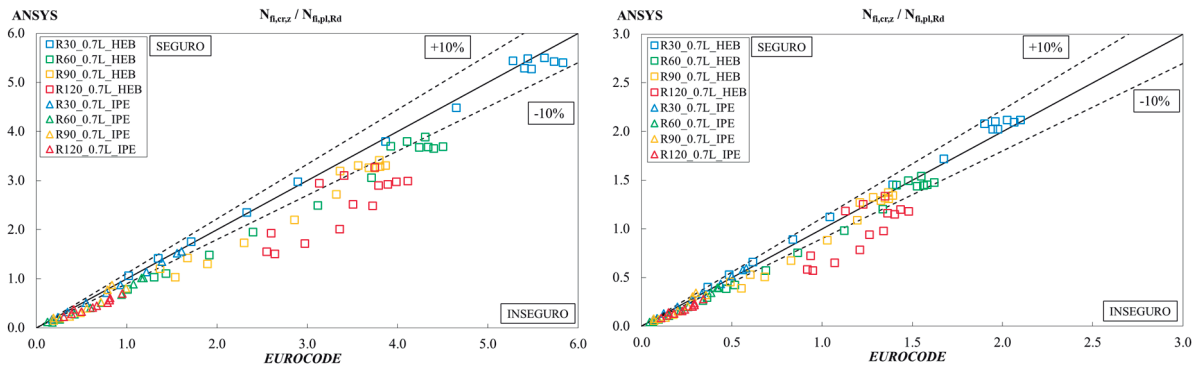 ANSYS
N_fi,cr,z / N_fi,pl,Rd
6.0
5.0
4.0
3.0
2.0
1.0
0.0
R30_0.7L_HEB
R60_0.7L_HEB
R90_0.7L_HEB
R120_0.7L_HEB
R30_0.7L_IPE
R60_0.7L_IPE
R90_0.7L_IPE
R120_0.7L_IPE
SEGURO
+10%
-10%
INSEGURO
0.0 1.0 2.0 3.0 4.0 5.0 6.0
EUROCODE
ANSYS
N_fi,cr,z / N_fi,pl,Rd
3.0
2.5
2.0
1.5
1.0
0.5
0.0
R30_0.7L_HEB
R60_0.7L_HEB
R90_0.7L_HEB
R120_0.7L_HEB
R30_0.7L_IPE
R60_0.7L_IPE
R90_0.7L_IPE
R120_0.7L_IPE
SEGURO
+10%
-10%
INSEGURO
0.0 0.5 1.0 1.5 2.0 2.5 3.0
EUROCODE